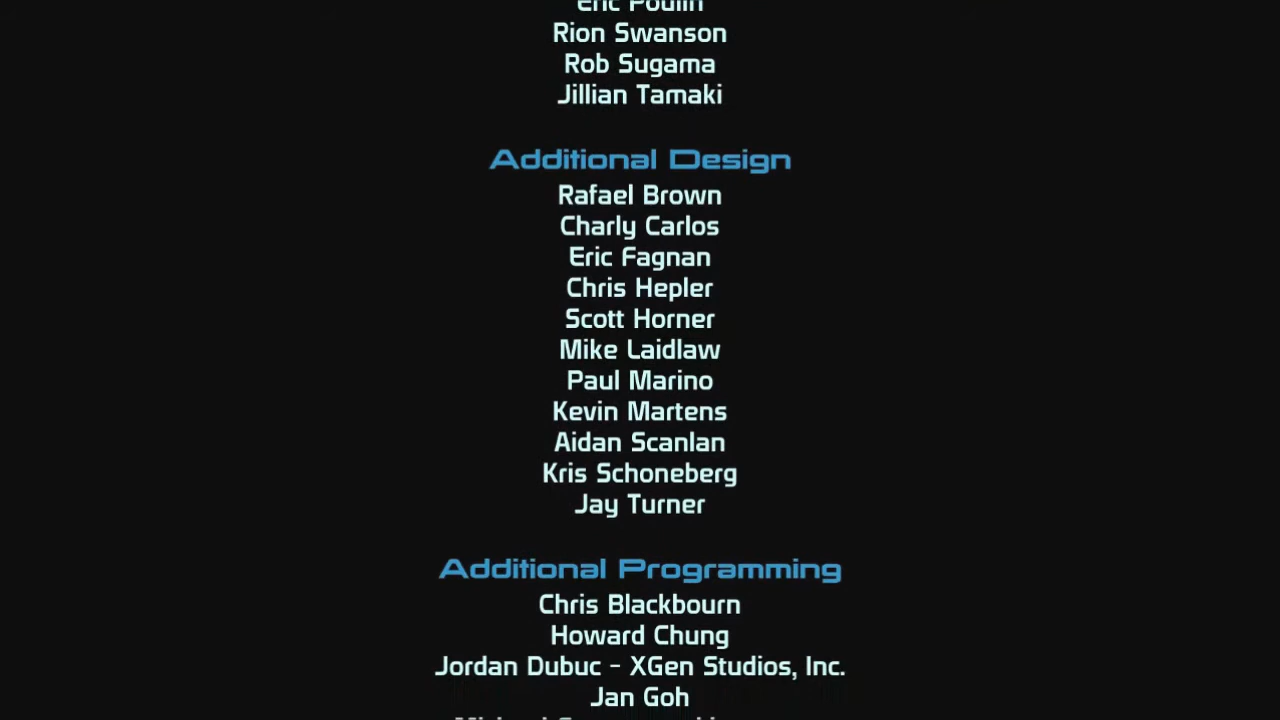 Eric Poulin
Rion Swanson
Rob Sugama
Jillian Tamaki
Additional Design
Rafael Brown
Charly Carlos
Eric Fagnan
Chris Hepler
Scott Horner
Mike Laidlaw
Paul Marino
Kevin Martens
Aidan Scanlan
Kris Schoneberg
Jay Turner
Additional Programming
Chris Blackbourn
Howard Chung
Jordan Dubuc - XGen Studios, Inc.
Jan Goh